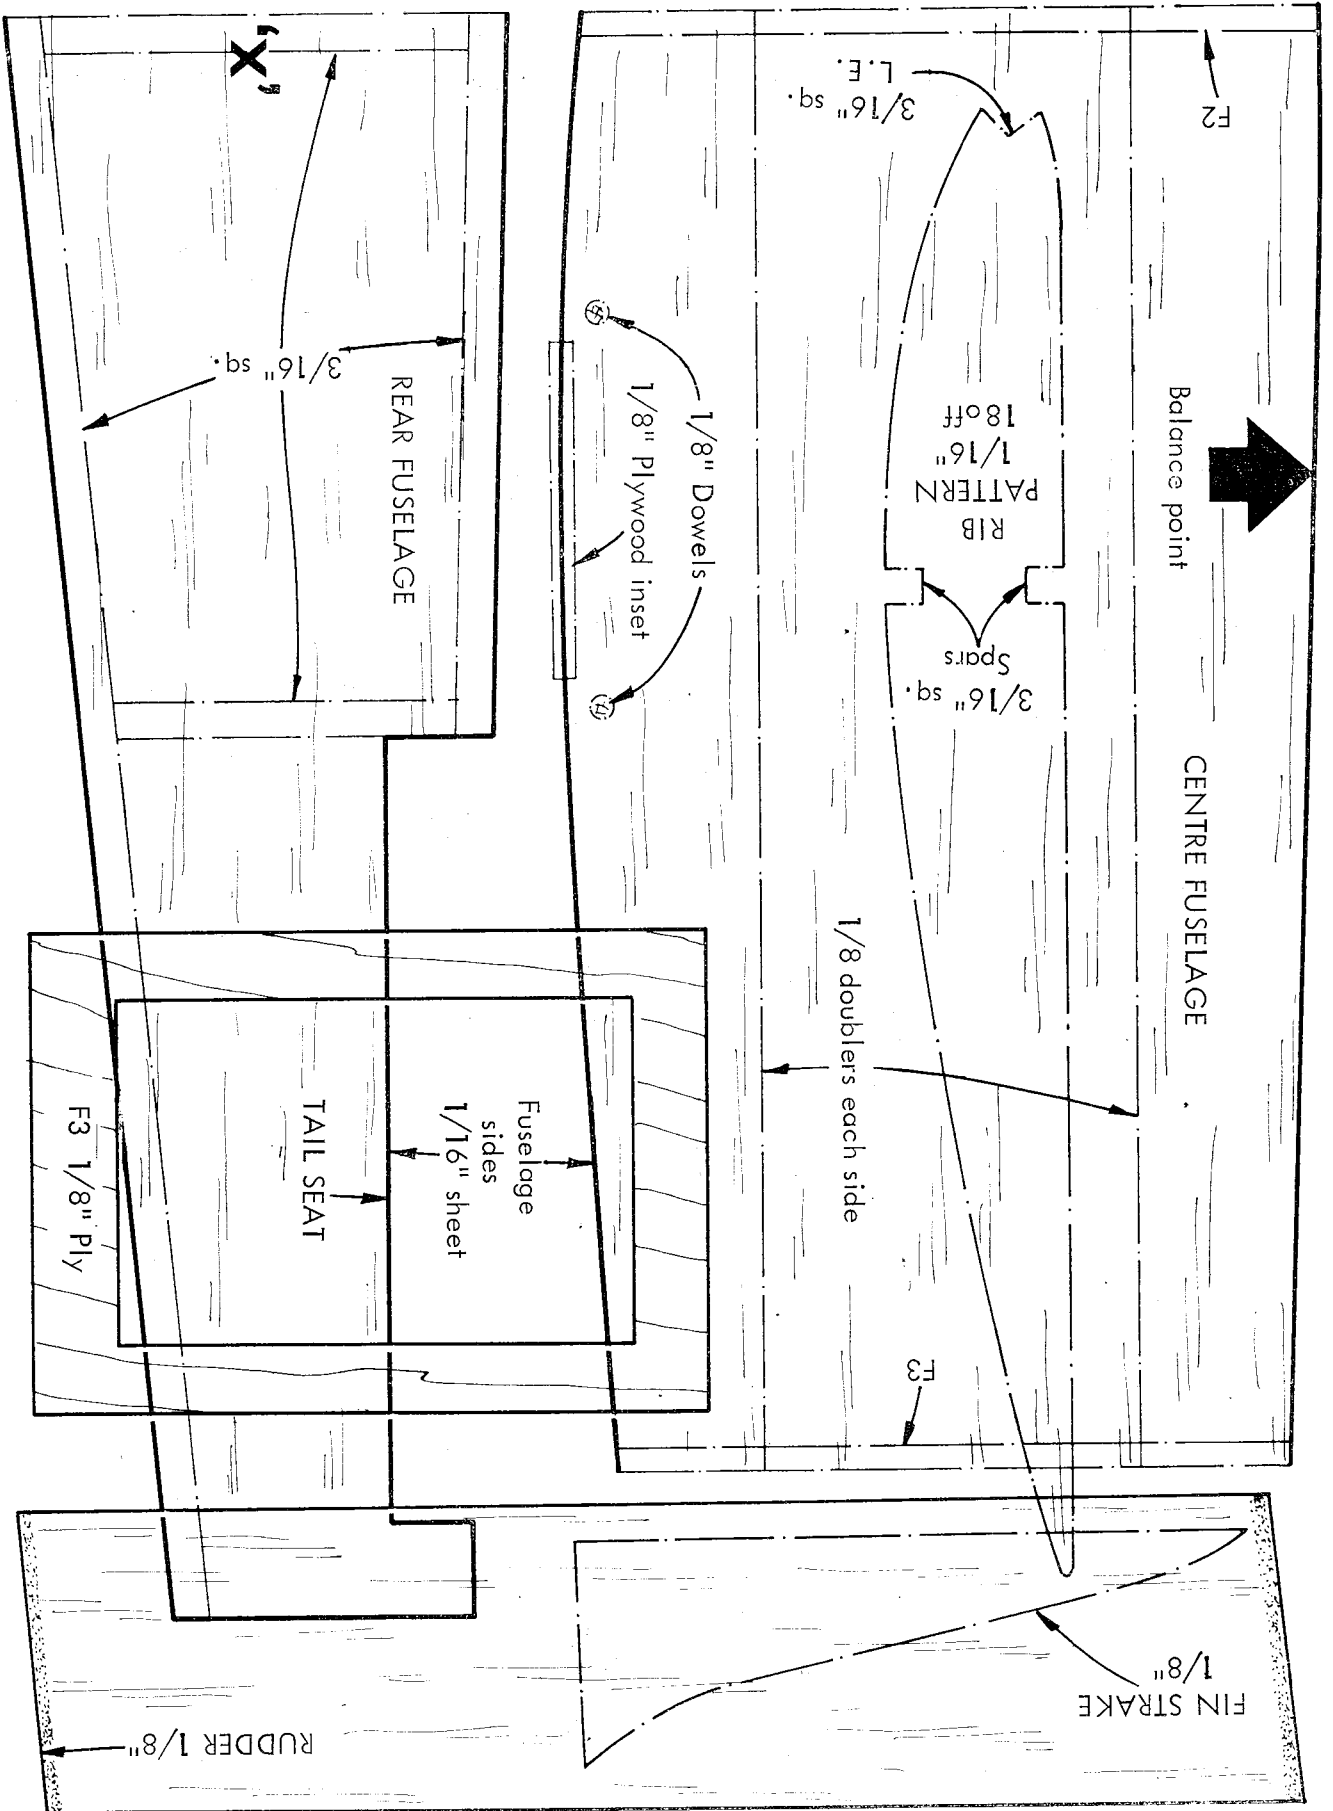 'X'
3/16" sq.
L.E.
F2
3/16" sq.
REAR FUSELAGE
1/8" Dowels
1/8" Plywood inset
RIB
PATTERN
1/16"
18off
Balance point
3/16" sq.
Spars
CENTRE FUSELAGE
1/8 doublers each side
Fuselage
sides
1/16" sheet
TAIL SEAT
F3 1/8" Ply
F3
FIN STRAKE
1/8"
RUDDER 1/8"